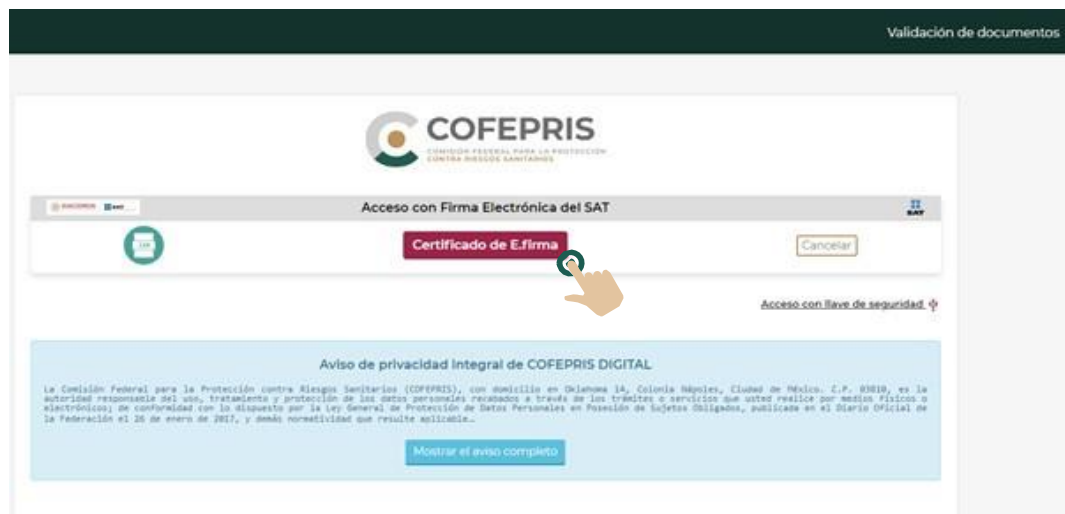 Validación de documentos
COFEPRIS
COMISIÓN FEDERAL PARA LA PROTECCIÓN
CONTRA RIESGOS SANITARIOS
HACIENDA SAT
Acceso con Firma Electrónica del SAT
SAT
Certificado de E.firma
Cancelar
Acceso con llave de seguridad
Aviso de privacidad Integral de COFEPRIS DIGITAL
La Comisión Federal para la Protección contra Riesgos Sanitarios (COFEPRIS), con domicilio en Oklahoma 14, Colonia Nápoles, Ciudad de México. C.P. 03810, es la
autoridad responsable del uso, tratamiento y protección de los datos personales recabados a través de los trámites o servicios que usted realice por medios físicos o
electrónicos; de conformidad con lo dispuesto por la Ley General de Protección de Datos Personales en Posesión de Sujetos Obligados, publicada en el Diario Oficial de
la Federación el 26 de enero de 2017, y demás normatividad que resulte aplicable…
Mostrar el aviso completo